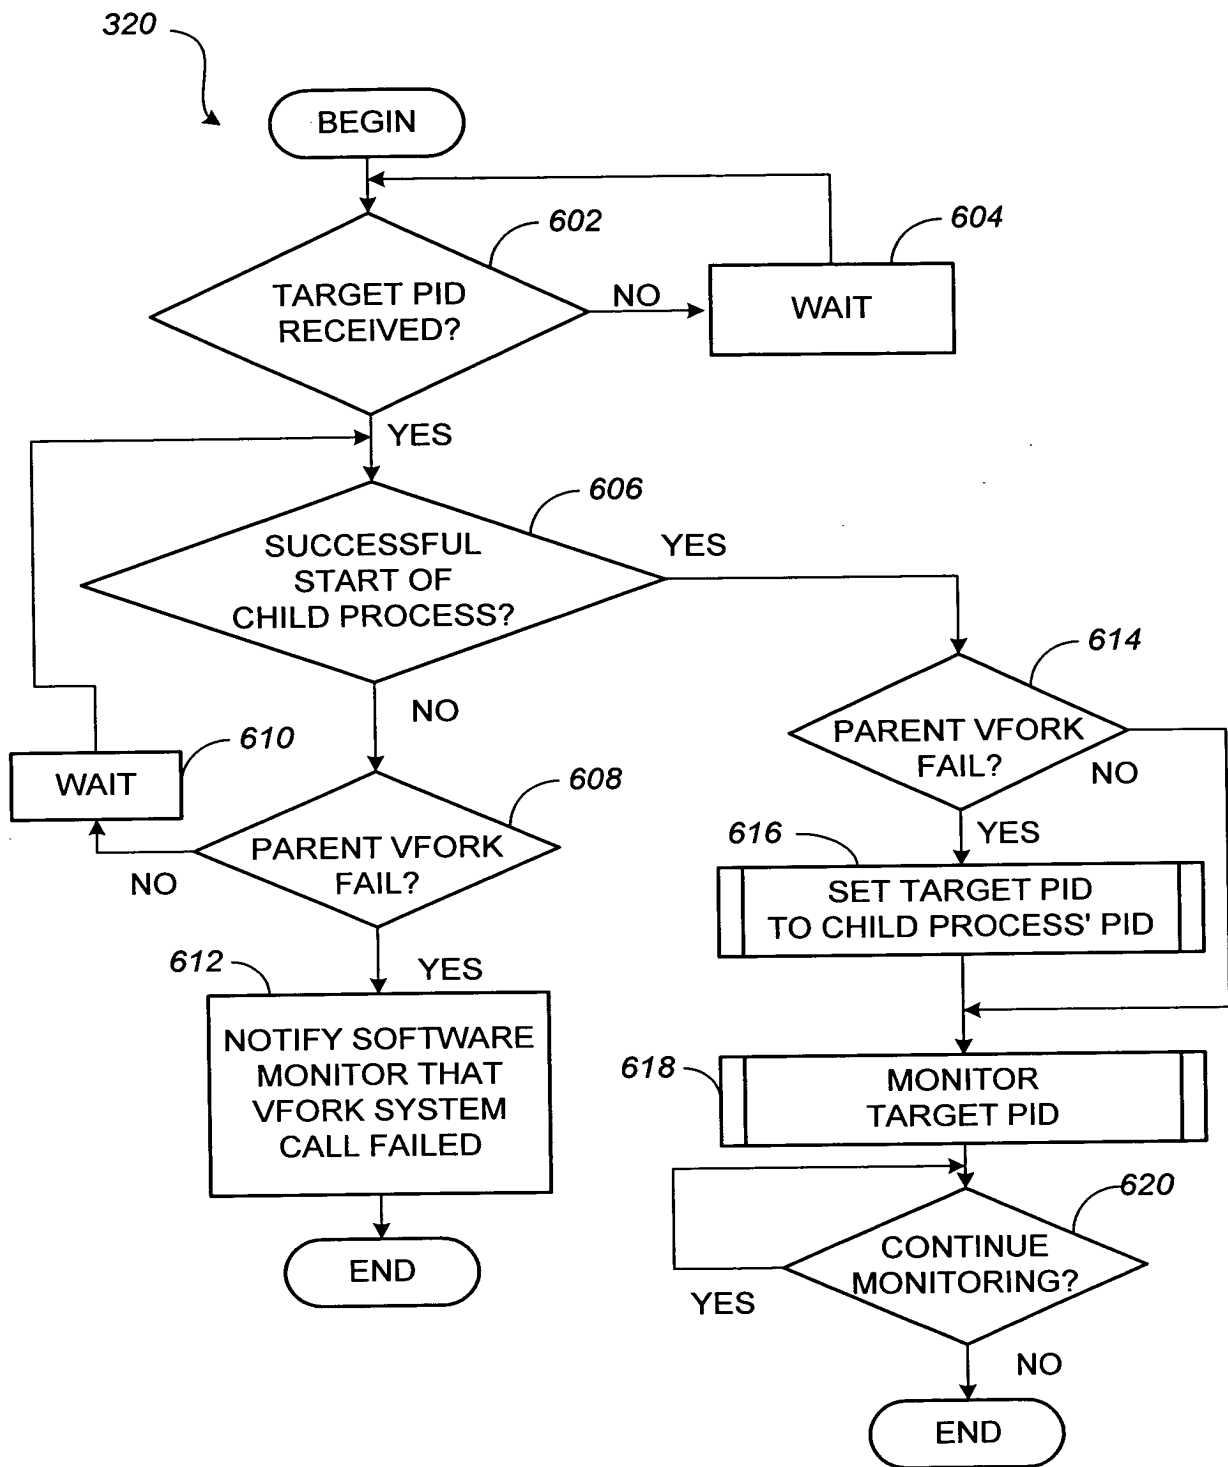 320
BEGIN
602
604
TARGET PID
RECEIVED?
NO
WAIT
YES
606
SUCCESSFUL
START OF
CHILD PROCESS?
YES
614
NO
PARENT VFORK
FAIL?
NO
610
WAIT
608
PARENT VFORK
FAIL?
NO
YES
616
SET TARGET PID
TO CHILD PROCESS' PID
612
YES
NOTIFY SOFTWARE
MONITOR THAT
VFORK SYSTEM
CALL FAILED
618
MONITOR
TARGET PID
620
CONTINUE
MONITORING?
YES
END
NO
END